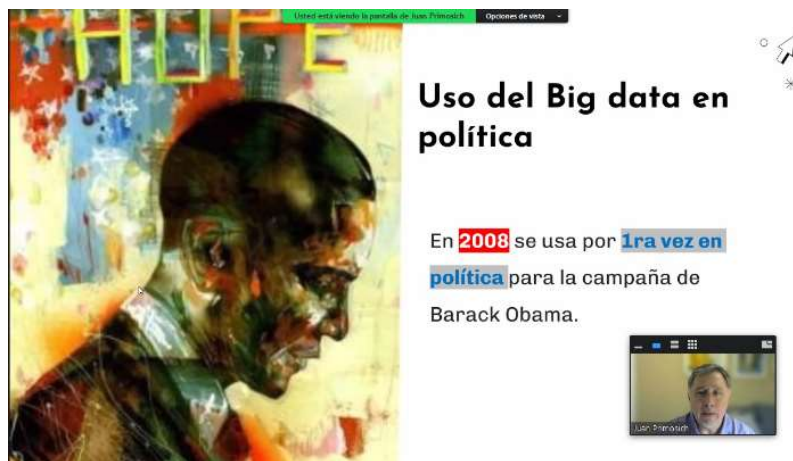 Usted está viendo la pantalla de Juan Primosich
Opciones de vista
HOPE
Uso del Big data en
política
En 2008 se usa por 1ra vez en
política para la campaña de
Barack Obama.
Juan Primosich